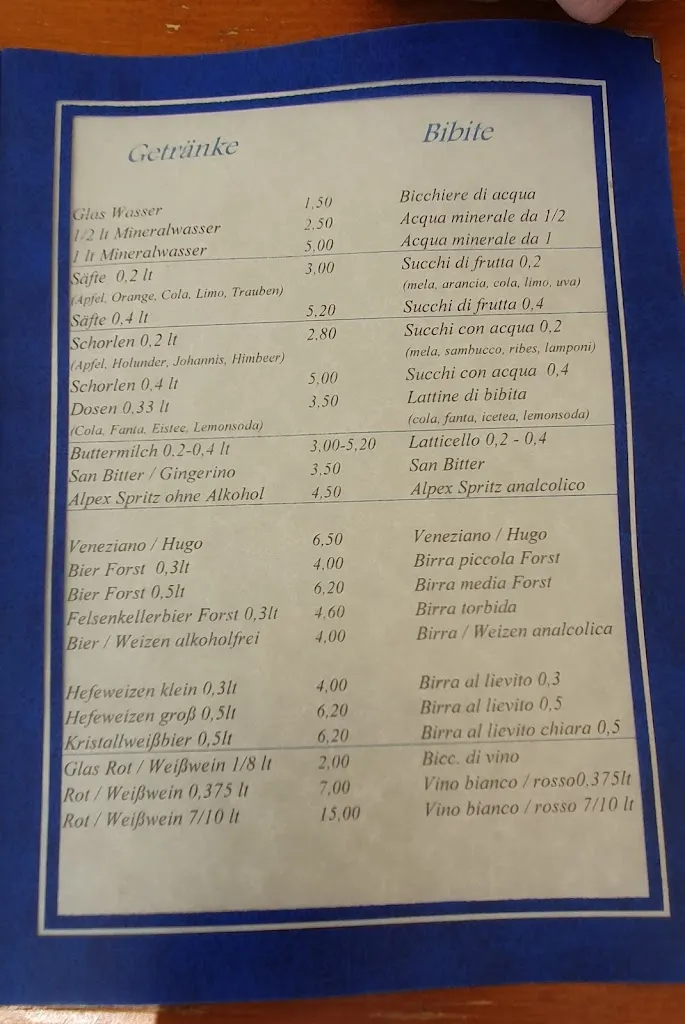 Getränke Bibite
Glas Wasser 1,50 Bicchiere di acqua
1/2 lt Mineralwasser 2,50 Acqua minerale da 1/2
1 lt Mineralwasser 5,00 Acqua minerale da 1
Säfte 0,2 lt 3,00 Succhi di frutta 0,2
(Apfel, Orange, Cola, Limo, Trauben) (mela, arancia, cola, limo, uva)
Säfte 0,4 lt 5,20 Succhi di frutta 0,4
Schorlen 0,2 lt 2,80 Succhi con acqua 0,2
(Apfel, Holunder, Johannis, Himbeer) (mela, sambucco, ribes, lamponi)
Schorlen 0,4 lt 5,00 Succhi con acqua 0,4
Dosen 0,33 lt 3,50 Lattine di bibita
(Cola, Fanta, Eistee, Lemonsoda) (cola, fanta, icetea, lemonsoda)
Buttermilch 0,2-0,4 lt 3,00-5,20 Latticello 0,2 - 0,4
San Bitter / Gingerino 3,50 San Bitter
Alpex Spritz ohne Alkohol 4,50 Alpex Spritz analcolico
Veneziano / Hugo 6,50 Veneziano / Hugo
Bier Forst 0,3lt 4,00 Birra piccola Forst
Bier Forst 0,5lt 6,20 Birra media Forst
Felsenkellerbier Forst 0,3lt 4,60 Birra torbida
Bier / Weizen alkoholfrei 4,00 Birra / Weizen analcolica
Hefeweizen klein 0,3lt 4,00 Birra al lievito 0,3
Hefeweizen groß 0,5lt 6,20 Birra al lievito 0,5
Kristallweißbier 0,5lt 6,20 Birra al lievito chiara 0,5
Glas Rot / Weißwein 1/8 lt 2,00 Bicc. di vino
Rot / Weißwein 0,375 lt 7,00 Vino bianco / rosso0,375lt
Rot / Weißwein 7/10 lt 15,00 Vino bianco / rosso 7/10 lt